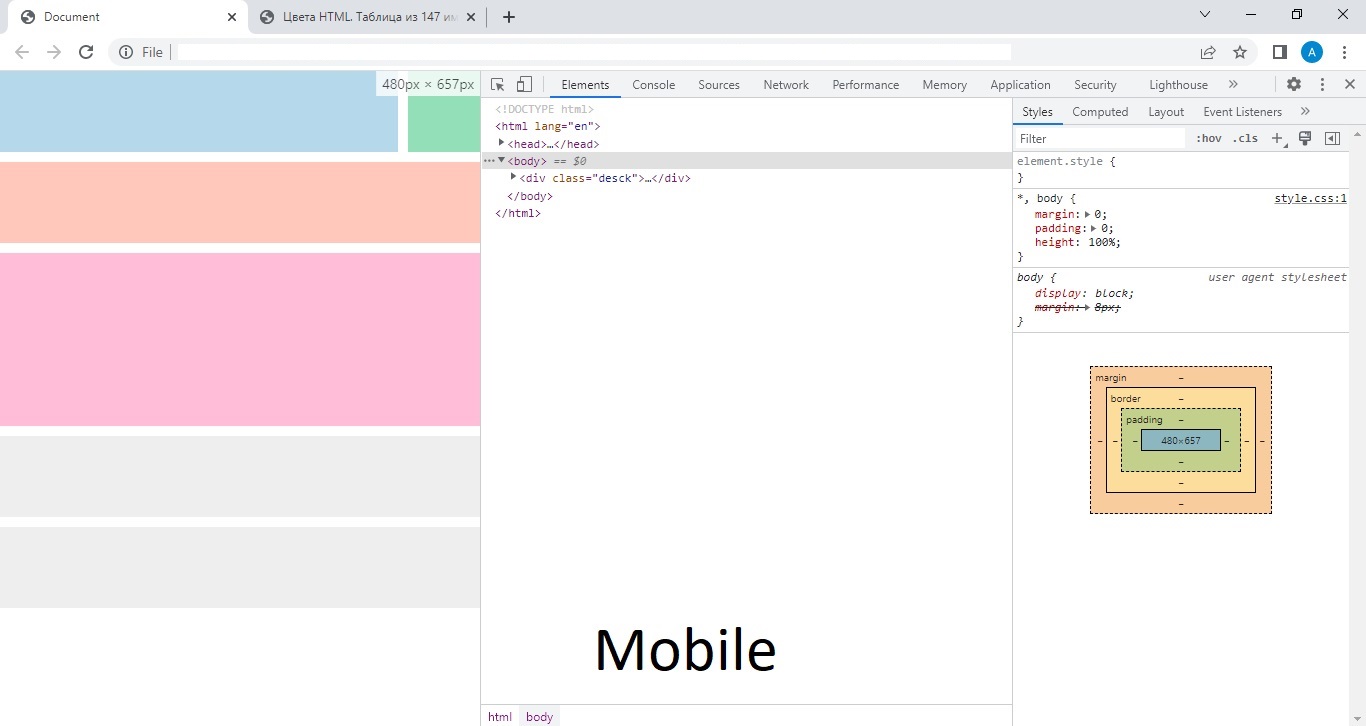 Document
Цвета HTML. Таблица из 147 им
File
A
480px × 657px
Elements Console Sources Network Performance Memory Application Security Lighthouse »
<!DOCTYPE html>
<html lang="en">
<head>…</head>
<body> == $0
<div class="desck">…</div>
</body>
</html>
Mobile
html body
Styles Computed Layout Event Listeners »
Filter :hov .cls +
element.style {
}
*, body { style.css:1
margin: 0;
padding: 0;
height: 100%;
}
body { user agent stylesheet
display: block;
margin: 8px;
}
margin –
border –
padding –
– – – 480×657 – – –
–
–
–